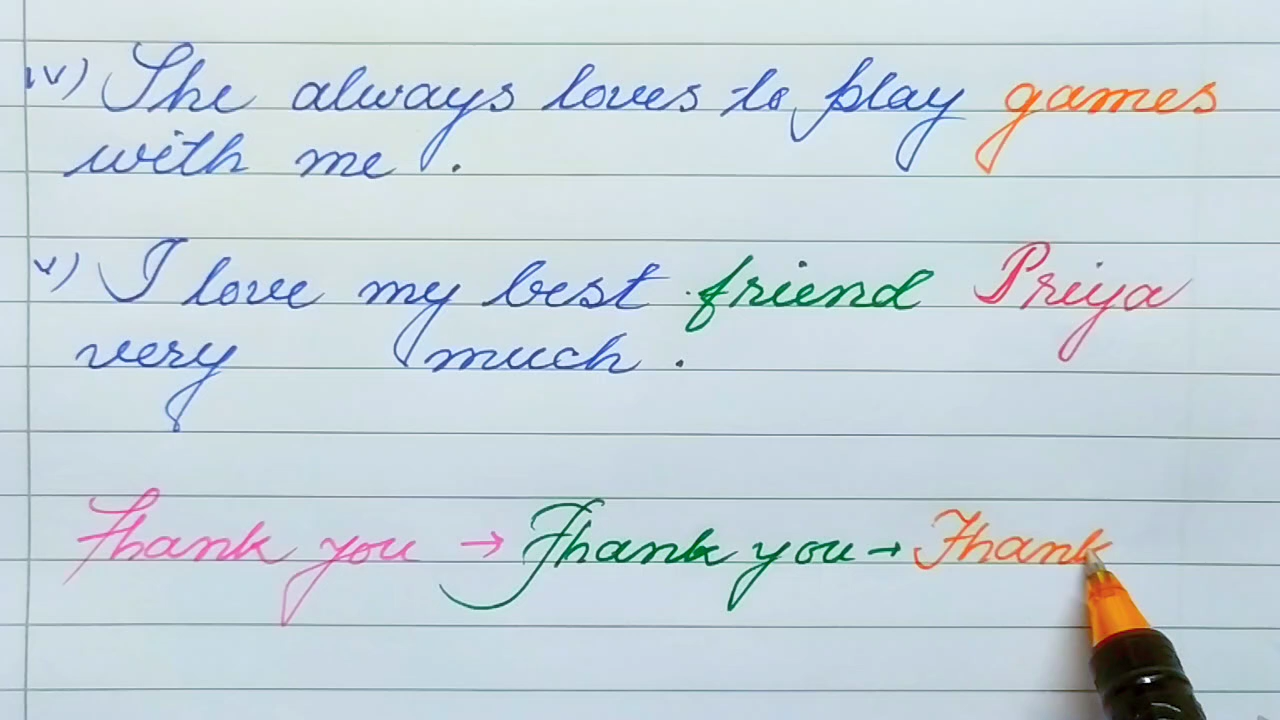 iv) She always loves to play games
with me .
v) I love my best friend Priya
very much .
Thank you → Thank you → Thank